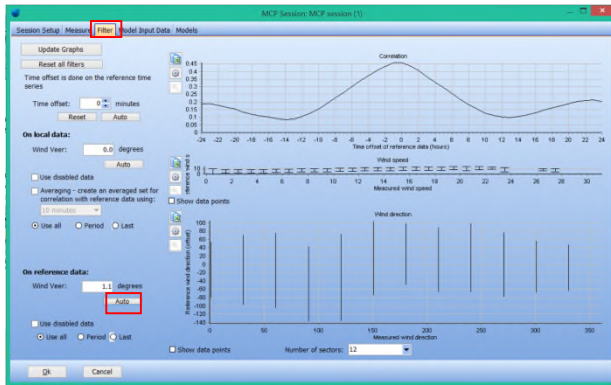 MCP Session: MCP session (1)
Session Setup Measure Filter Model Input Data Models
Update Graphs
Reset all filters
Time offset is done on the reference time
series
Time offset: 0 minutes
Reset Auto
On local data:
Wind Veer: 0.0 degrees
Auto
Use disabled data
Averaging - create an averaged set for
correlation with reference data using:
10 minutes
Use all Period Last
On reference data:
Wind Veer: 1.1 degrees
Auto
Use disabled data
Use all Period Last
Ok Cancel
Correlation
0.45
0.4
0.35
0.3
0.25
0.2
0.15
0.1
0.05
0
-24 -22 -20 -18 -16 -14 -12 -10 -8 -6 -4 -2 0 2 4 6 8 10 12 14 16 18 20 22 24
Time offset of reference data (hours)
Wind speed
reference wind s
10
0
0 2 4 6 8 10 12 14 16 18 20 22 24 26 28 30
Measured wind speed
Show data points
Wind direction
Reference wind direction (offset)
100
80
60
40
20
0
-20
-40
-60
-80
-100
-120
-140
0 50 100 150 200 250 300 350
Measured wind direction
Show data points Number of sectors: 12